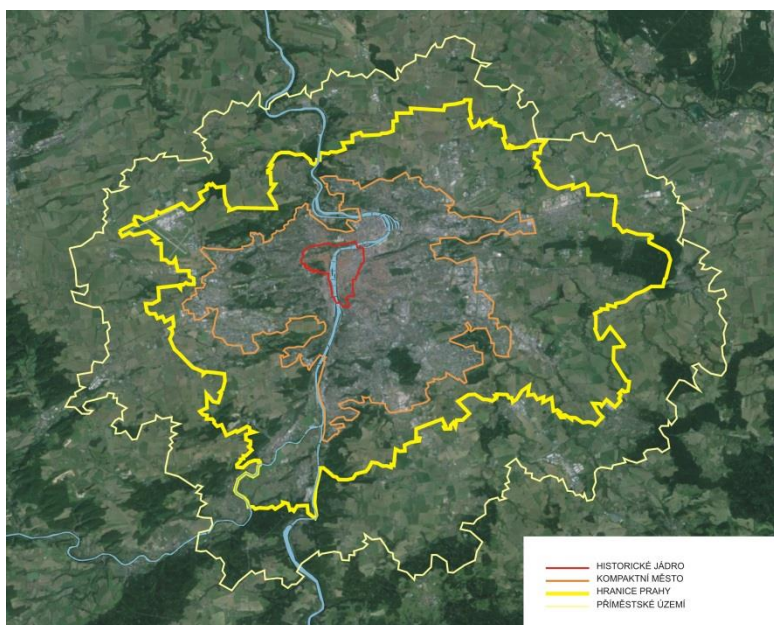 HISTORICKÉ JÁDRO
KOMPAKTNÍ MĚSTO
HRANICE PRAHY
PŘÍMĚSTSKÉ ÚZEMÍ